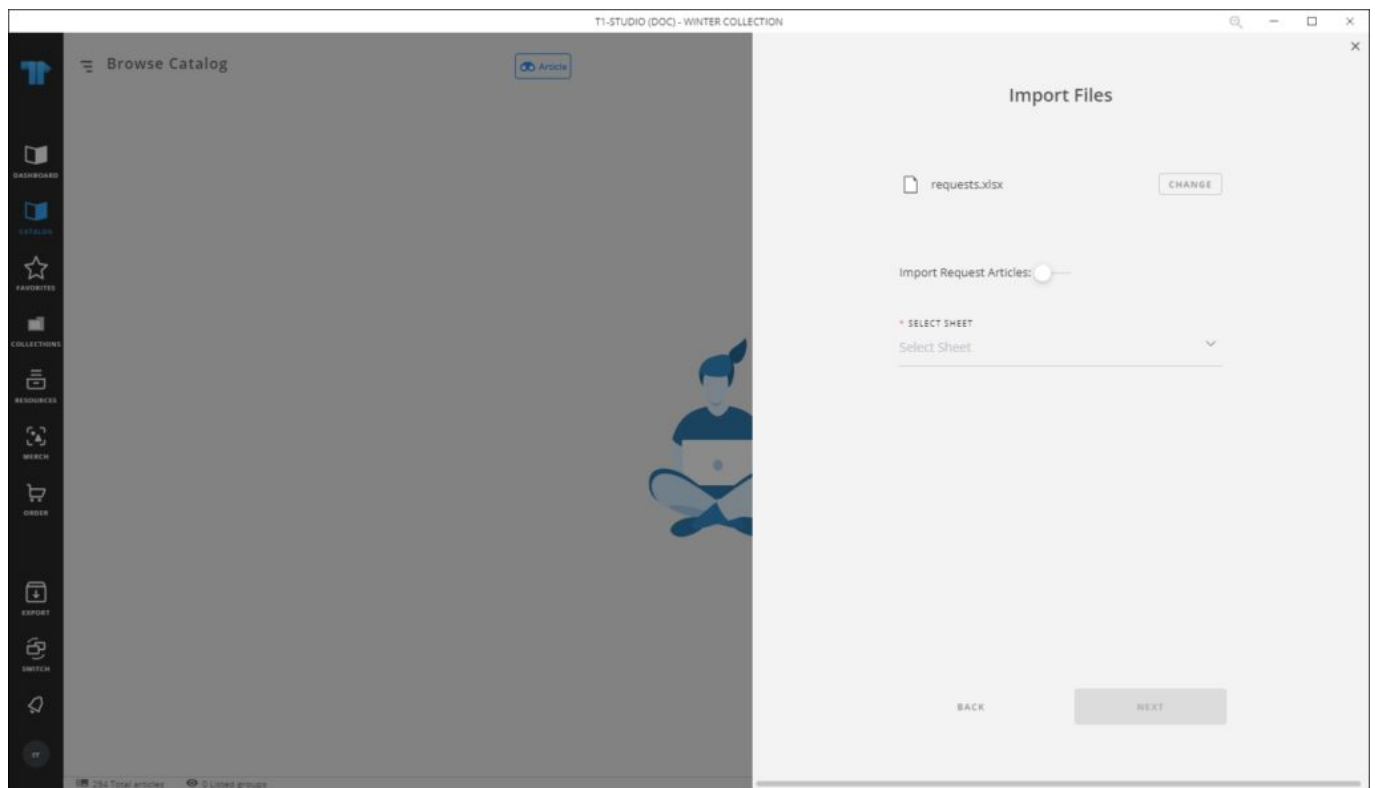 T1-STUDIO (DOC) - WINTER COLLECTION
Browse Catalog
Article
DASHBOARD
CATALOG
FAVORITES
COLLECTIONS
RESOURCES
MERCH
ORDER
EXPORT
SWITCH
294 Total articles 0 Listed groups
Import Files
requests.xlsx
CHANGE
Import Request Articles:
* SELECT SHEET
Select Sheet
BACK
NEXT